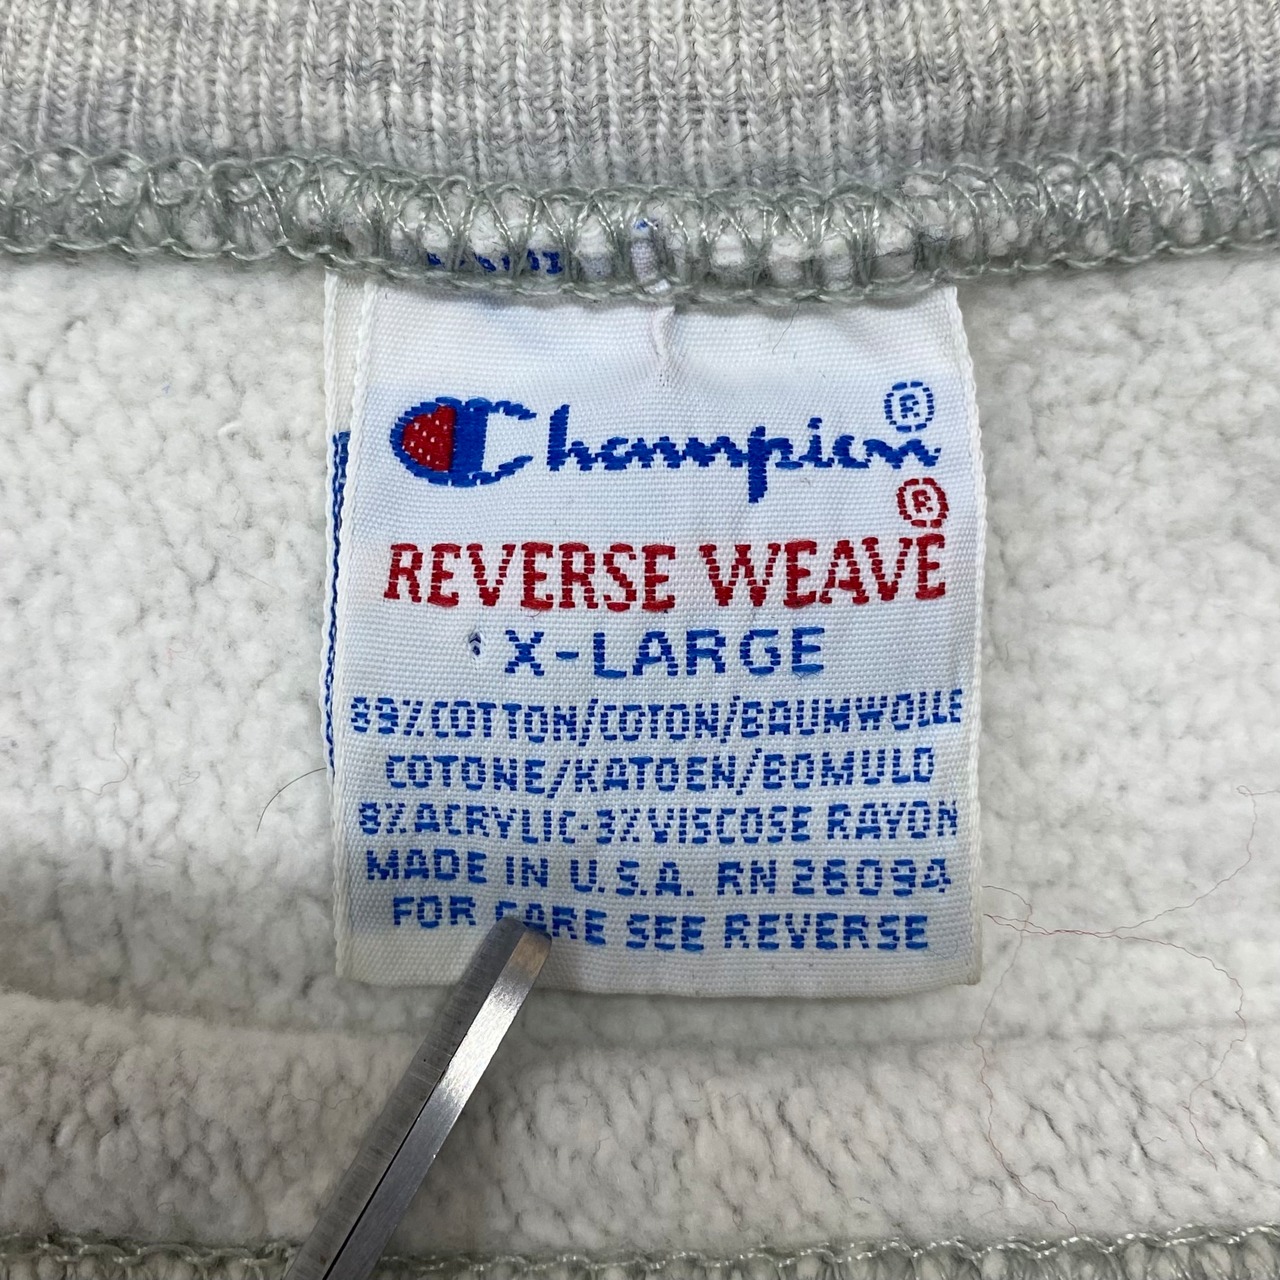 Champion®
®
REVERSE WEAVE
X-LARGE
89%COTTON/COTON/BAUMWOLLE
COTONE/KATOEN/BOMULD
8%ACRYLIC-3%VISCOSE RAYON
MADE IN U.S.A. RN 26094
FOR CARE SEE REVERSE